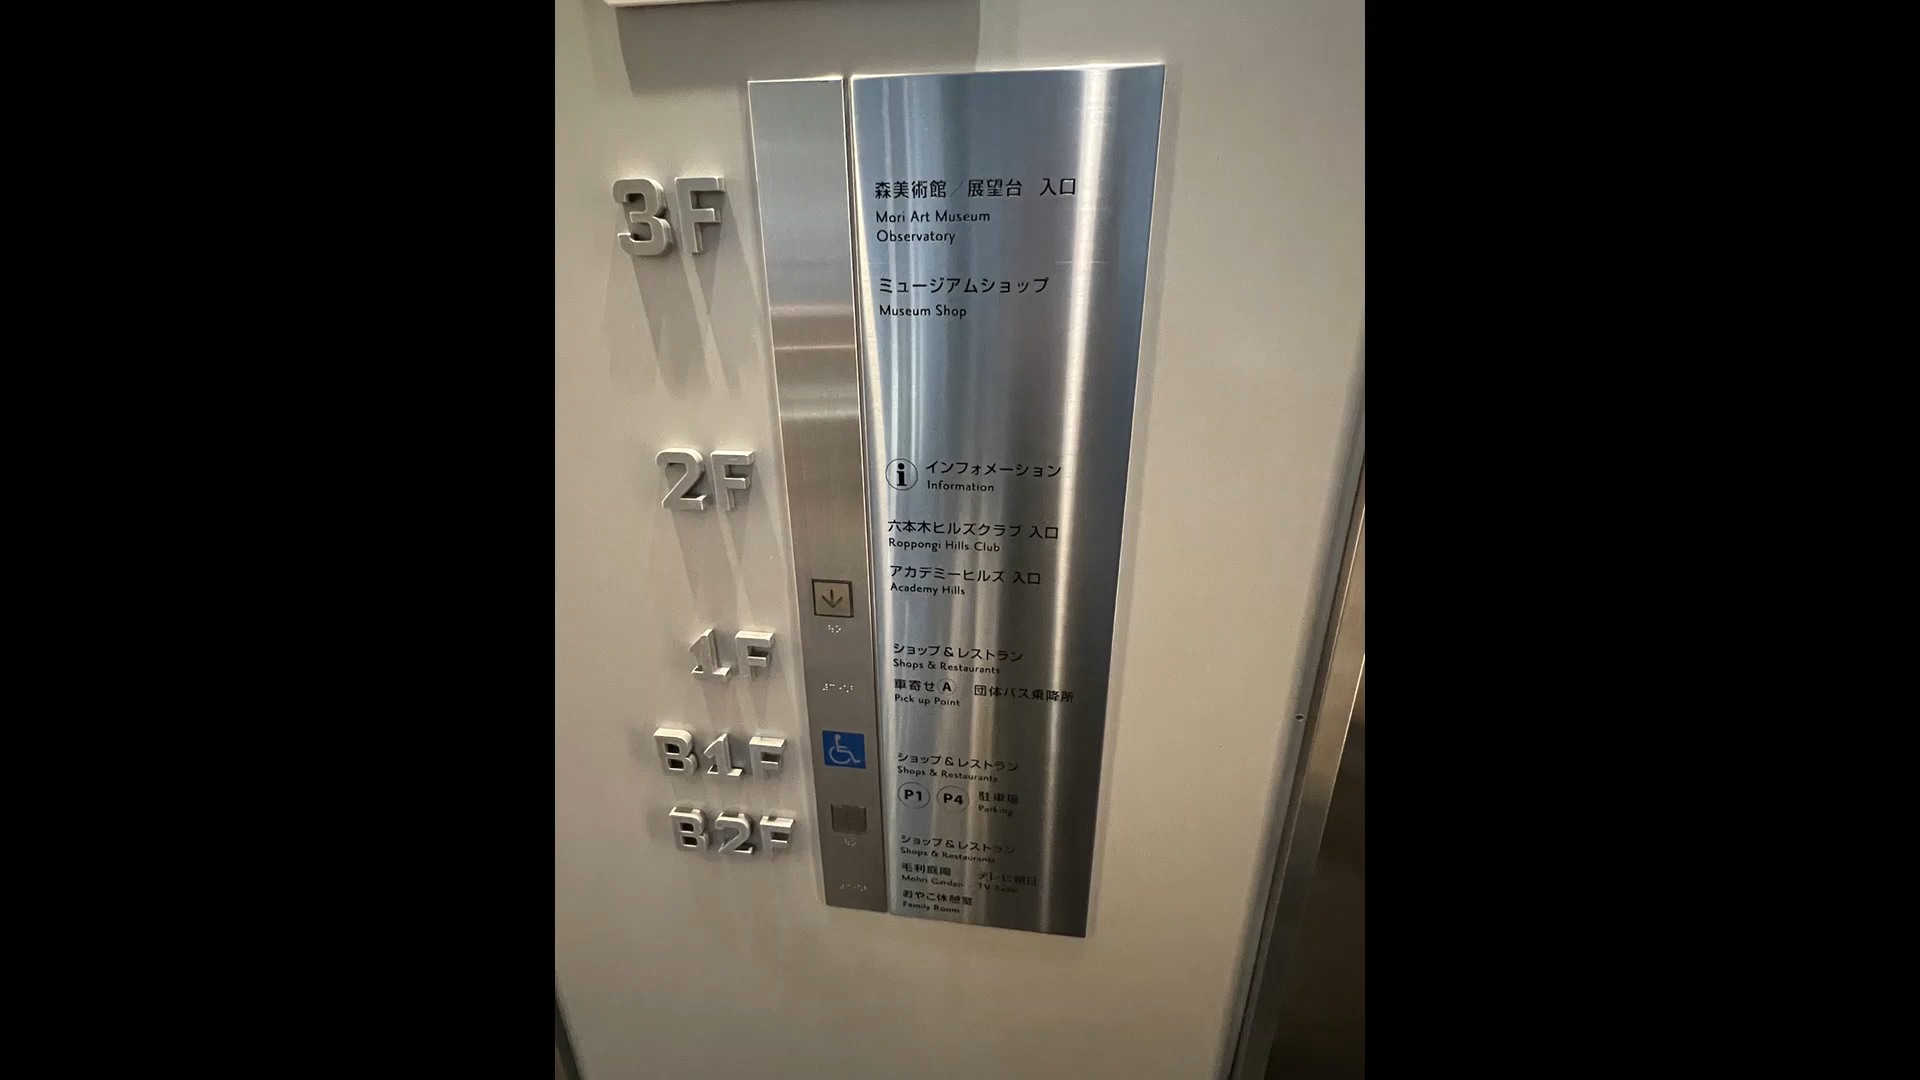 3F
森美術館／展望台 入口
Mori Art Museum
Observatory
ミュージアムショップ
Museum Shop
2F
i インフォメーション
Information
六本木ヒルズクラブ 入口
Roppongi Hills Club
アカデミーヒルズ 入口
Academy Hills
1F
ショップ & レストラン
Shops & Restaurants
車寄せ A 団体バス乗降所
Pick up Point
B1F
ショップ & レストラン
Shops & Restaurants
P1 P4 駐車場
Parking
B2F
ショップ & レストラン
Shops & Restaurants
毛利庭園 テレビ朝日
Mohri Garden TV Asahi
おやこ休憩室
Family Room